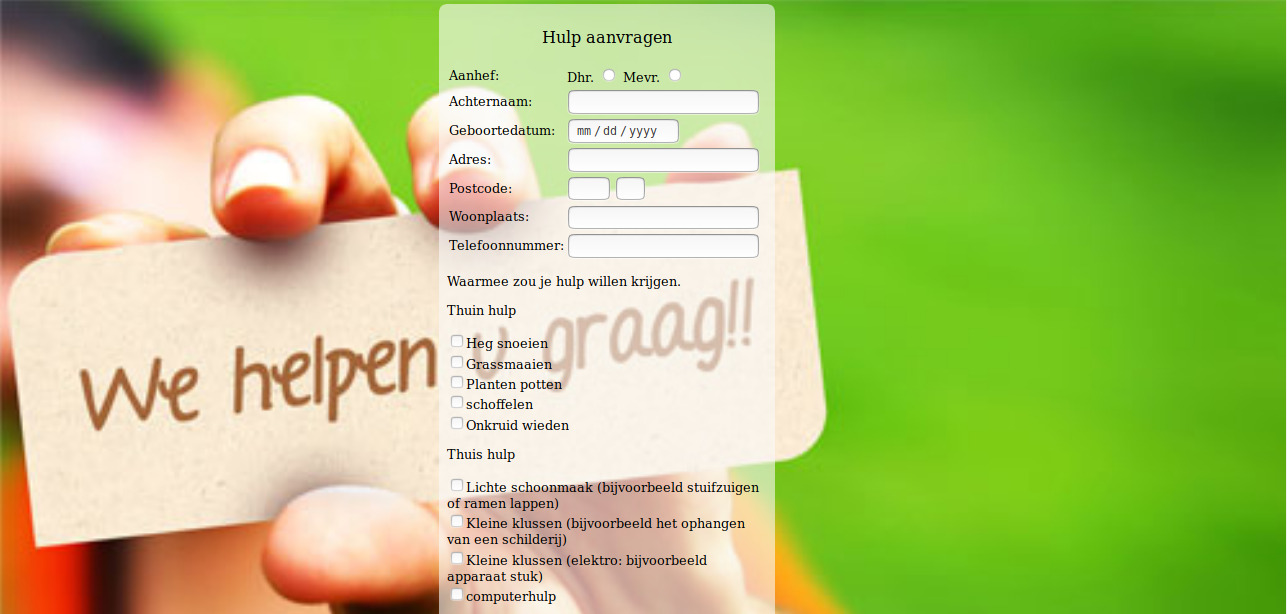 Hulp aanvragen
Aanhef: Dhr. Mevr.
Achternaam:
Geboortedatum: mm / dd / yyyy
Adres:
Postcode:
Woonplaats:
Telefoonnummer:
Waarmee zou je hulp willen krijgen.
Thuin hulp
Heg snoeien
Grassmaaien
Planten potten
schoffelen
Onkruid wieden
Thuis hulp
Lichte schoonmaak (bijvoorbeeld stuifzuigen
of ramen lappen)
Kleine klussen (bijvoorbeeld het ophangen
van een schilderij)
Kleine klussen (elektro: bijvoorbeeld
apparaat stuk)
computerhulp
We helpen u graag!!